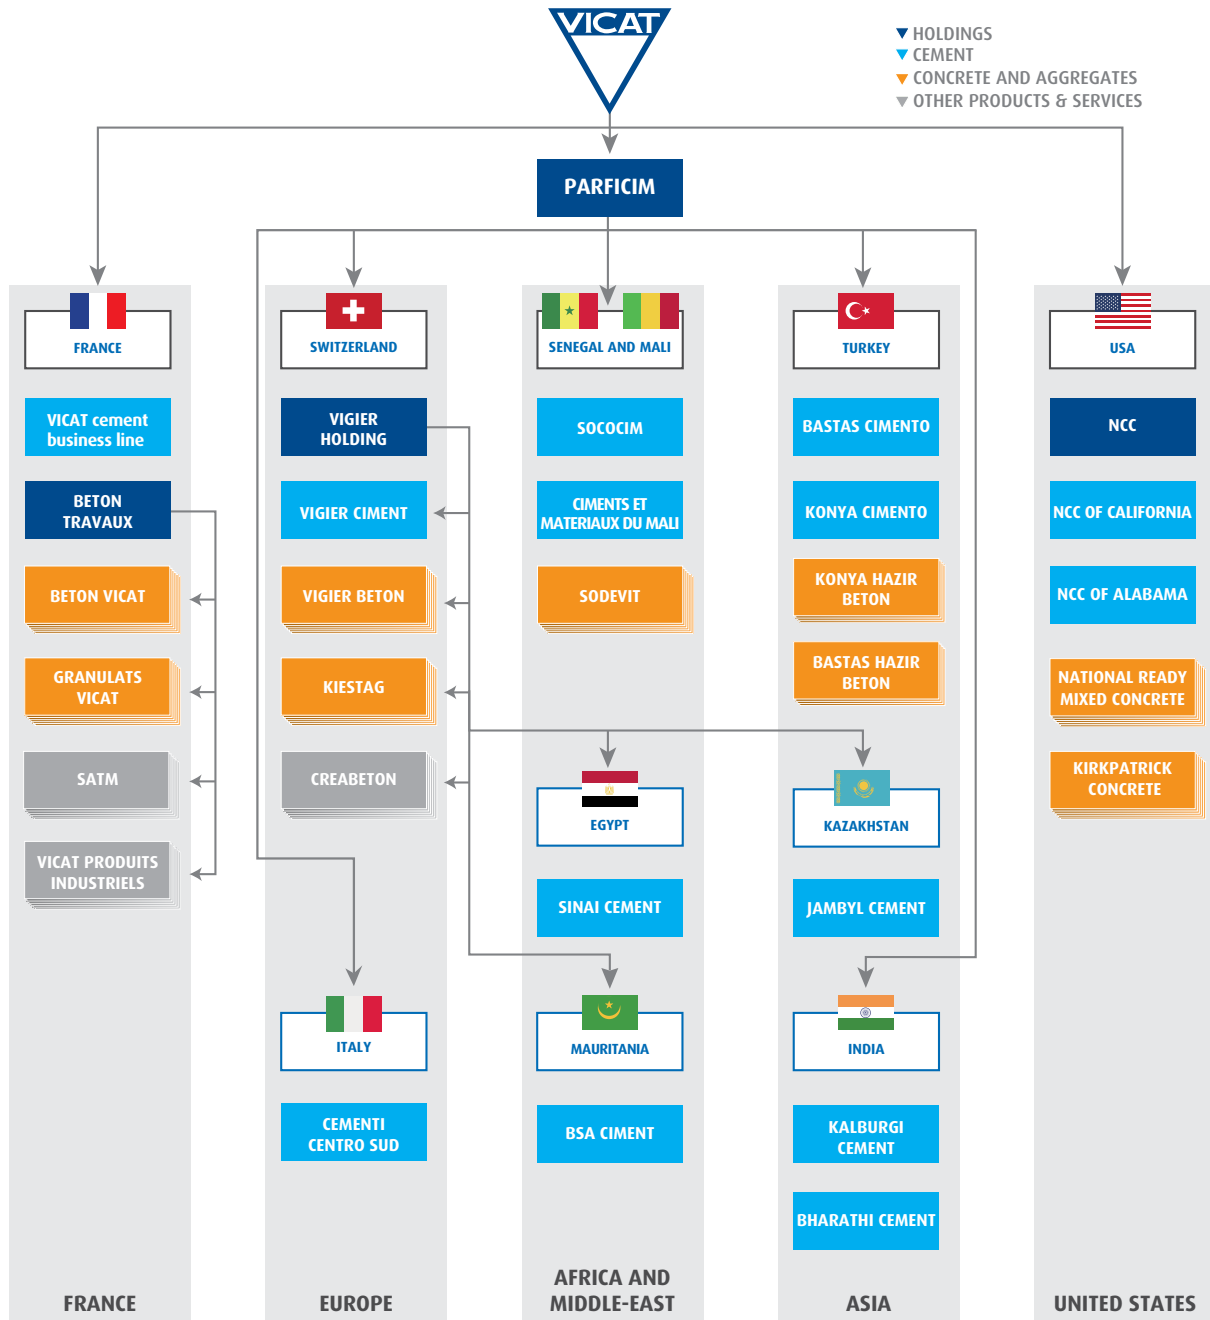 VICAT
HOLDINGS
CEMENT
CONCRETE AND AGGREGATES
OTHER PRODUCTS & SERVICES
PARFICIM
FRANCE
VICAT cement
business line
BETON
TRAVAUX
BETON VICAT
GRANULATS
VICAT
SATM
VICAT PRODUITS
INDUSTRIELS
FRANCE
SWITZERLAND
VIGIER
HOLDING
VIGIER CIMENT
VIGIER BETON
KIESTAG
CREABETON
ITALY
CEMENTI
CENTRO SUD
EUROPE
SENEGAL AND MALI
SOCOCIM
CIMENTS ET
MATERIAUX DU MALI
SODEVIT
EGYPT
SINAI CEMENT
MAURITANIA
BSA CIMENT
AFRICA AND
MIDDLE-EAST
TURKEY
BASTAS CIMENTO
KONYA CIMENTO
KONYA HAZIR
BETON
BASTAS HAZIR
BETON
KAZAKHSTAN
JAMBYL CEMENT
INDIA
KALBURGI
CEMENT
BHARATHI CEMENT
ASIA
USA
NCC
NCC OF CALIFORNIA
NCC OF ALABAMA
NATIONAL READY
MIXED CONCRETE
KIRKPATRICK
CONCRETE
UNITED STATES